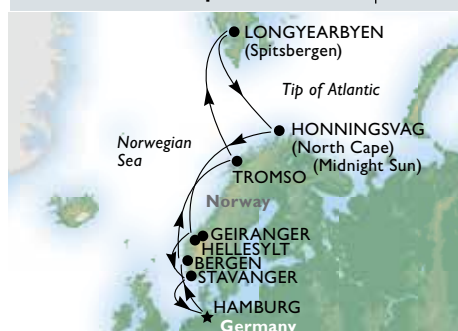 LONGYEARBYEN
(Spitsbergen)
Tip of Atlantic
HONNINGSVAG
(North Cape)
(Midnight Sun)
Norwegian
Sea
TROMSO
Norway
GEIRANGER
HELLESYLT
BERGEN
STAVANGER
HAMBURG
Germany